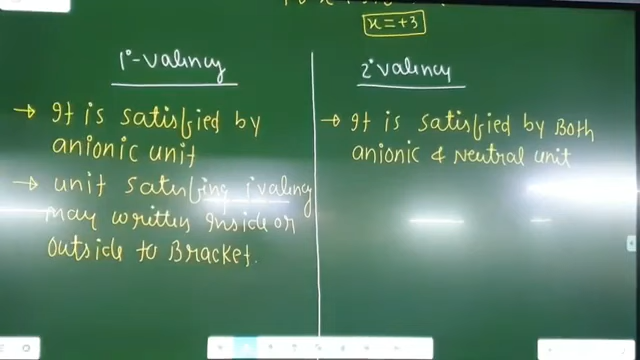 x = +3
1°-valency
→ It is satisfied by
anionic unit
→ unit satisfying 1°valency
may written Inside or
outside to Bracket.
2°valency
→ It is satisfied by Both
anionic & Neutral unit